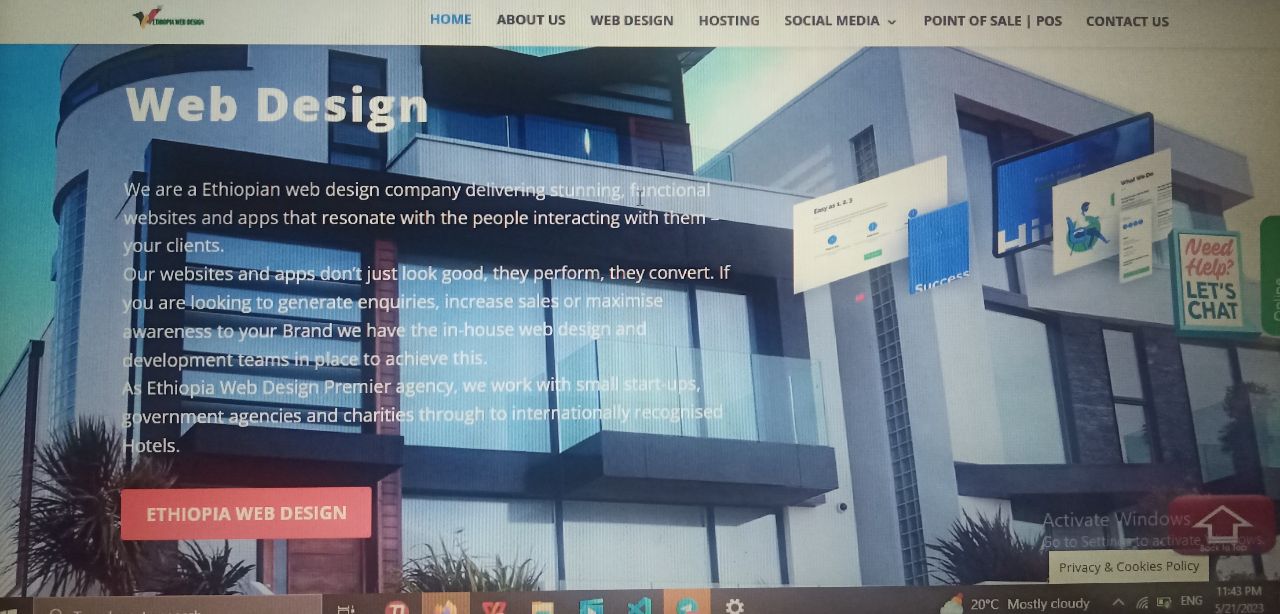 ETHIOPIA WEB DESIGN
HOME ABOUT US WEB DESIGN HOSTING SOCIAL MEDIA POINT OF SALE | POS CONTACT US
Web Design
We are a Ethiopian web design company delivering stunning, functional
websites and apps that resonate with the people interacting with them –
your clients.
Our websites and apps don't just look good, they perform, they convert. If
you are looking to generate enquiries, increase sales or maximise
awareness to your Brand we have the in-house web design and
development teams in place to achieve this.
As Ethiopia Web Design Premier agency, we work with small start-ups,
government agencies and charities through to internationally recognised
Hotels.
ETHIOPIA WEB DESIGN
Easy as 1, 2, 3
Success
Hi
What We Do
Need
Help?
LET'S
CHAT
Activate Windows
Go to Settings to activate Windows.
Back to Top
Privacy & Cookies Policy
20°C Mostly cloudy
ENG
11:43 PM
5/21/2023